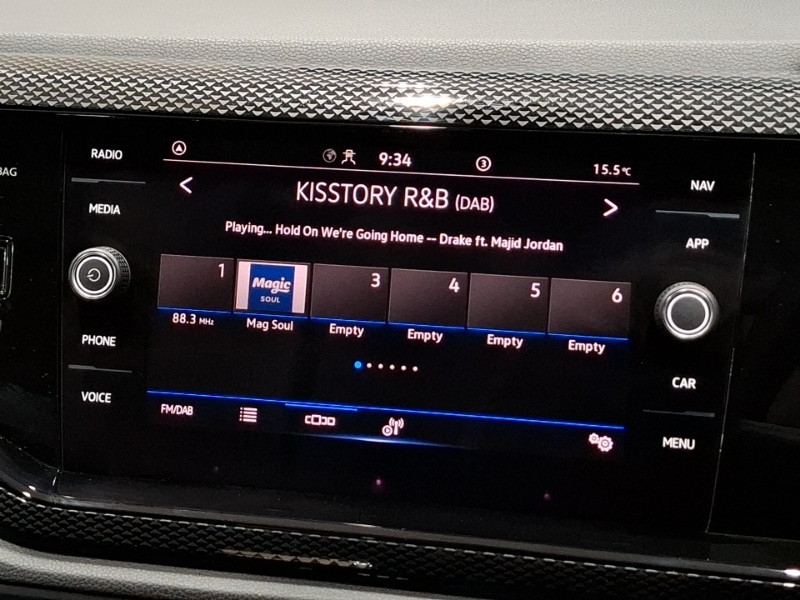 BAG
RADIO
MEDIA
PHONE
VOICE
9:34
3
15.5°C
KISSTORY R&B (DAB)
Playing... Hold On We're Going Home -- Drake ft. Majid Jordan
1
Magic
SOUL
3
4
5
6
88.3 MHz
Mag Soul
Empty
Empty
Empty
Empty
FM/DAB
NAV
APP
CAR
MENU